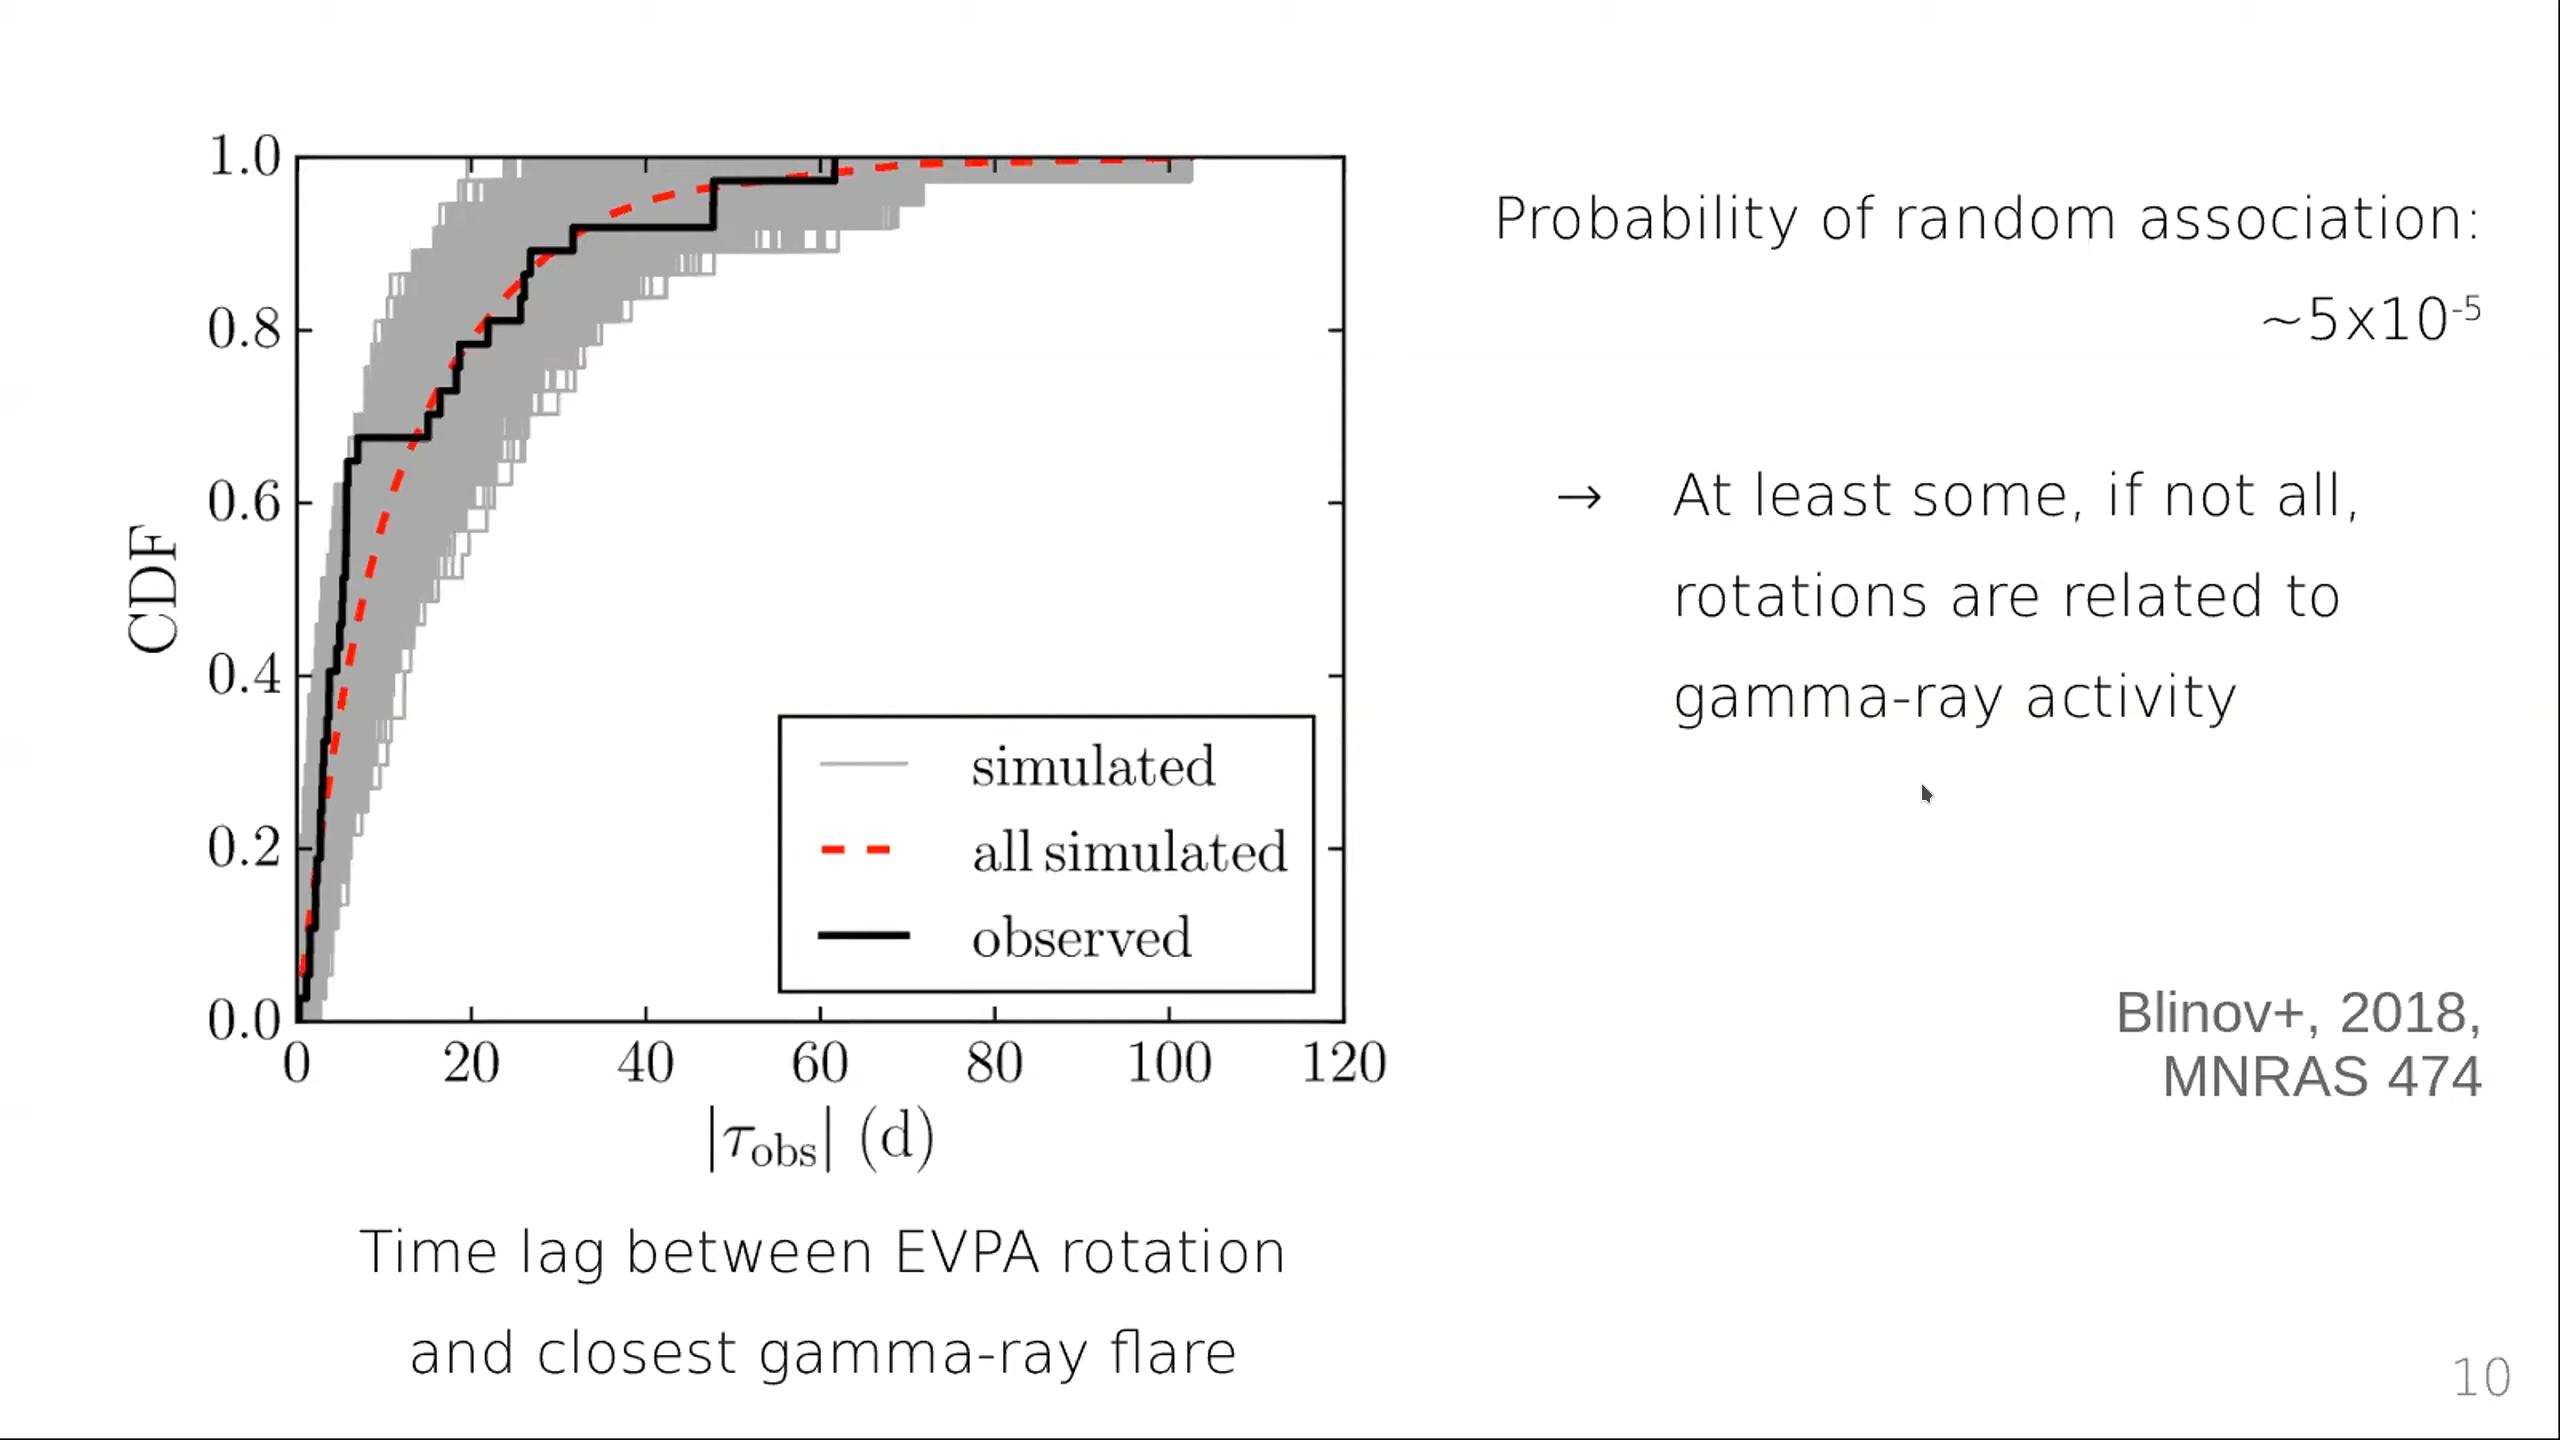 1.0
0.8
0.6
0.4
0.2
0.0
CDF
0 20 40 60 80 100 120
|τobs| (d)
simulated
all simulated
observed
Time lag between EVPA rotation
and closest gamma-ray flare
Probability of random association:
~5x10⁻⁵
→ At least some, if not all,
rotations are related to
gamma-ray activity
Blinov+, 2018,
MNRAS 474
10